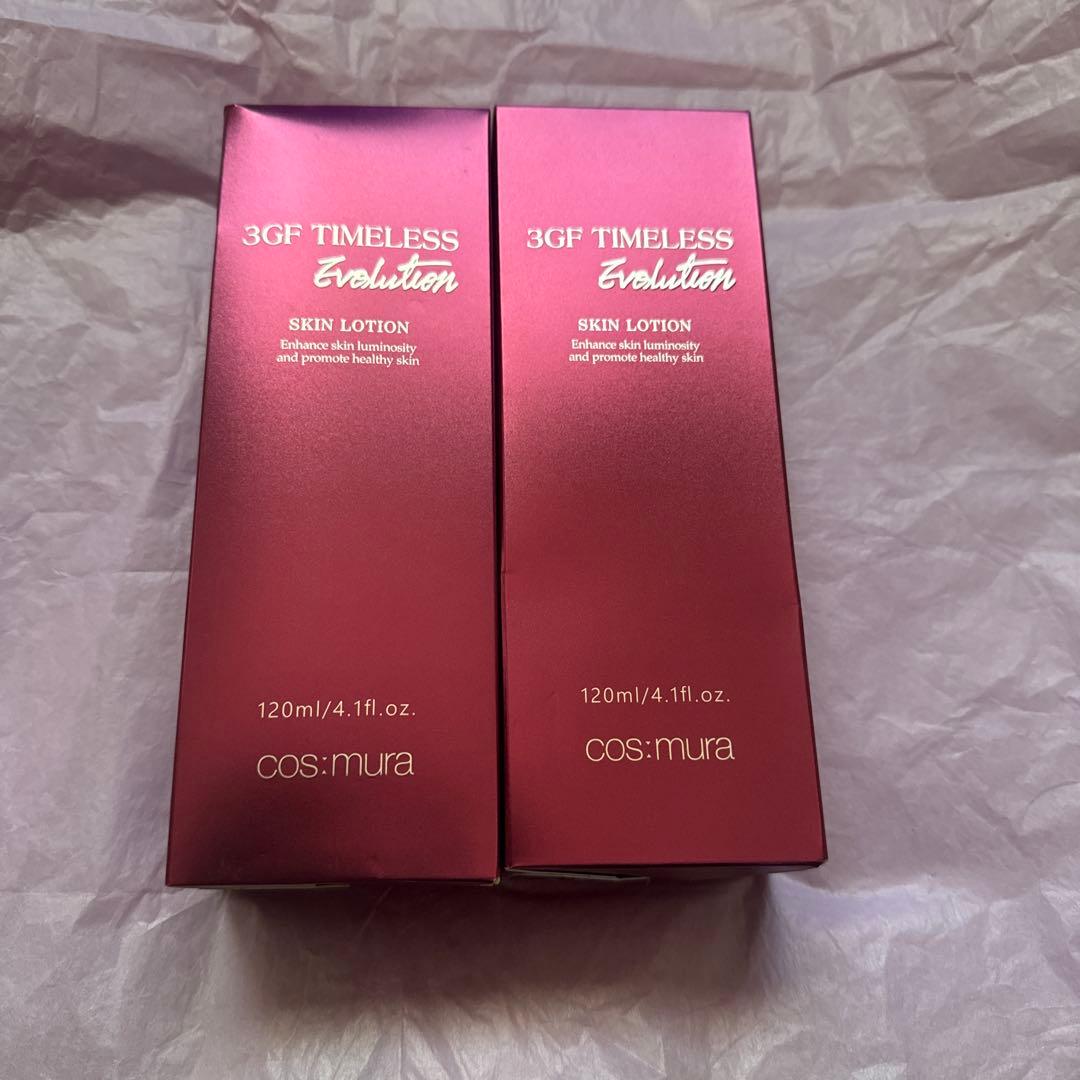 3GF TIMELESS
Evolution
SKIN LOTION
Enhance skin luminosity
and promote healthy skin
120ml/4.1fl.oz.
cos:mura
3GF TIMELESS
Evolution
SKIN LOTION
Enhance skin luminosity
and promote healthy skin
120ml/4.1fl.oz.
cos:mura